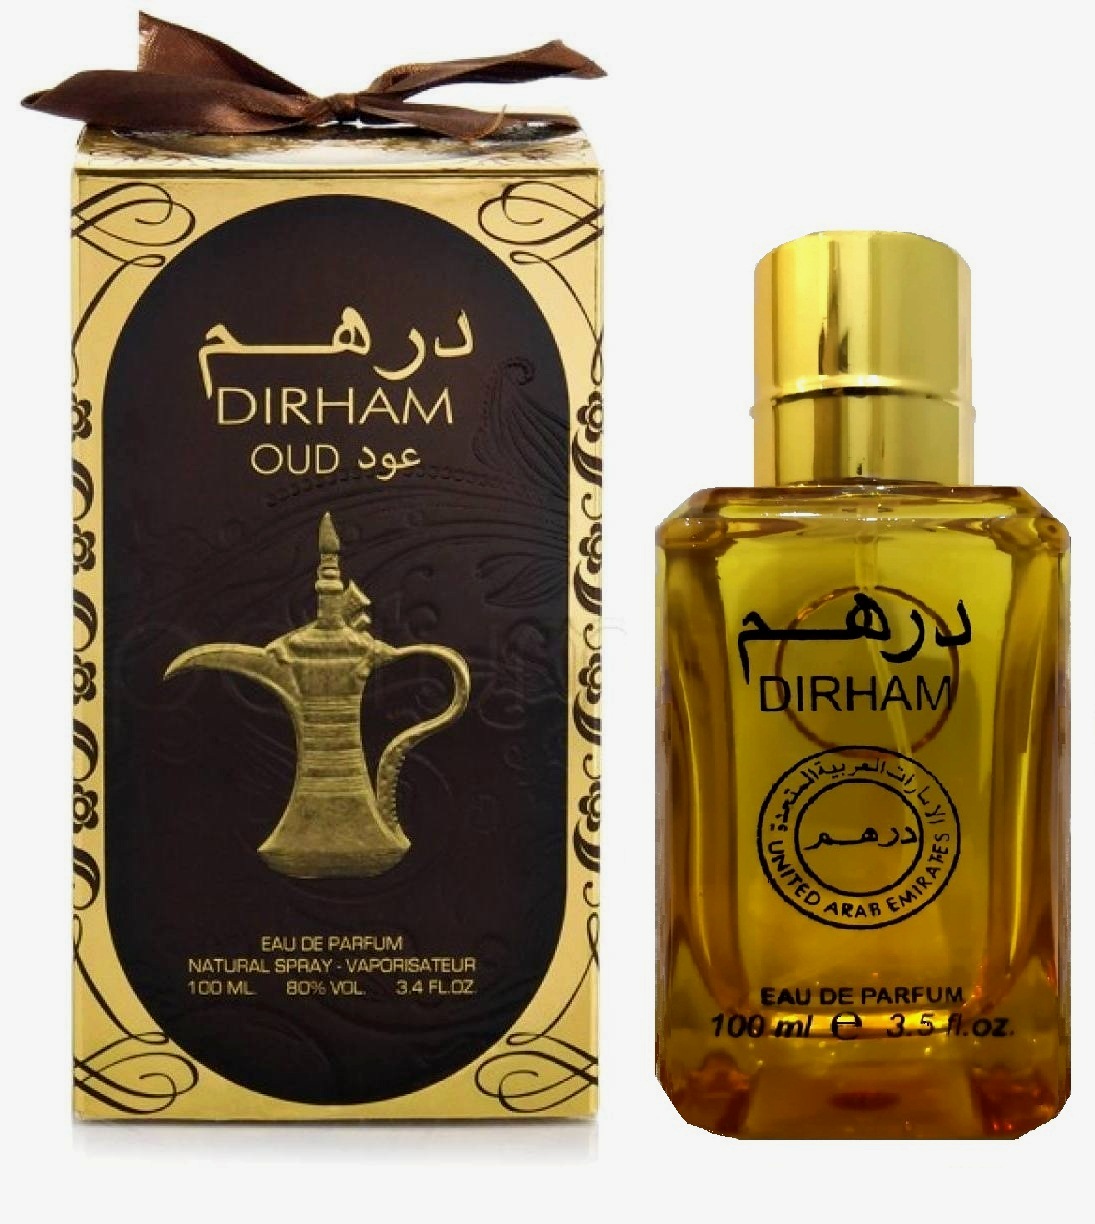 درهم
DIRHAM
OUD عود
EAU DE PARFUM
NATURAL SPRAY - VAPORISATEUR
100 ML. 80% VOL. 3.4 FL.OZ.
درهم
DIRHAM
الإمارات العربية المتحدة
درهم
UNITED ARAB EMIRATES
EAU DE PARFUM
100 ml ℮ 3.5 fl.oz.